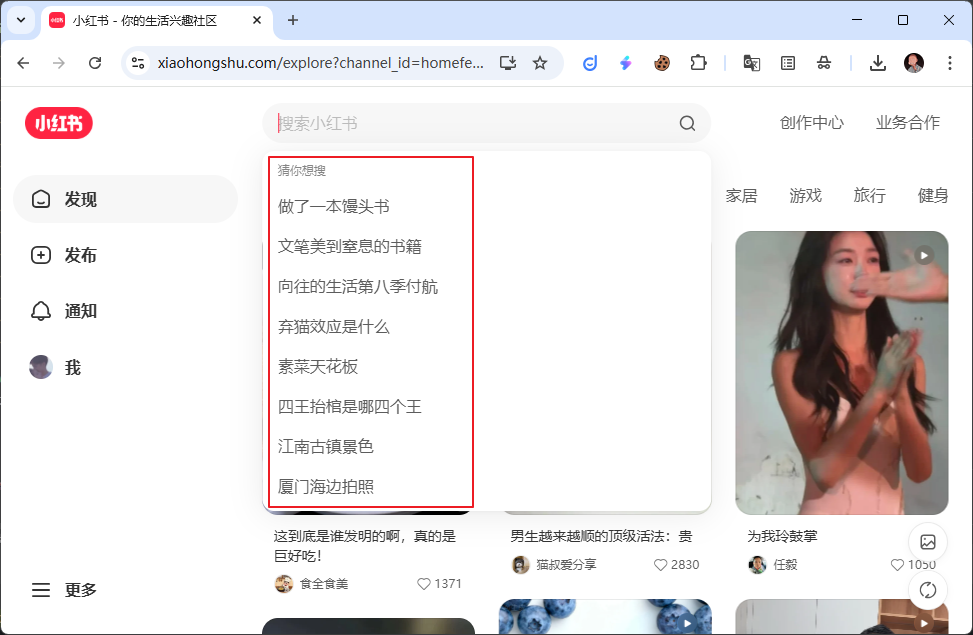 小红书 - 你的生活兴趣社区
xiaohongshu.com/explore?channel_id=homefe...
小红书
搜索小红书
创作中心
业务合作
发现
发布
通知
我
更多
猜你想搜
做了一本馒头书
文笔美到窒息的书籍
向往的生活第八季付航
弃猫效应是什么
素菜天花板
四王抬棺是哪四个王
江南古镇景色
厦门海边拍照
家居
游戏
旅行
健身
这到底是谁发明的啊，真的是
巨好吃！
食全食美
1371
男生越来越顺的顶级活法：贵
猫叔爱分享
2830
为我玲鼓掌
任毅
1050